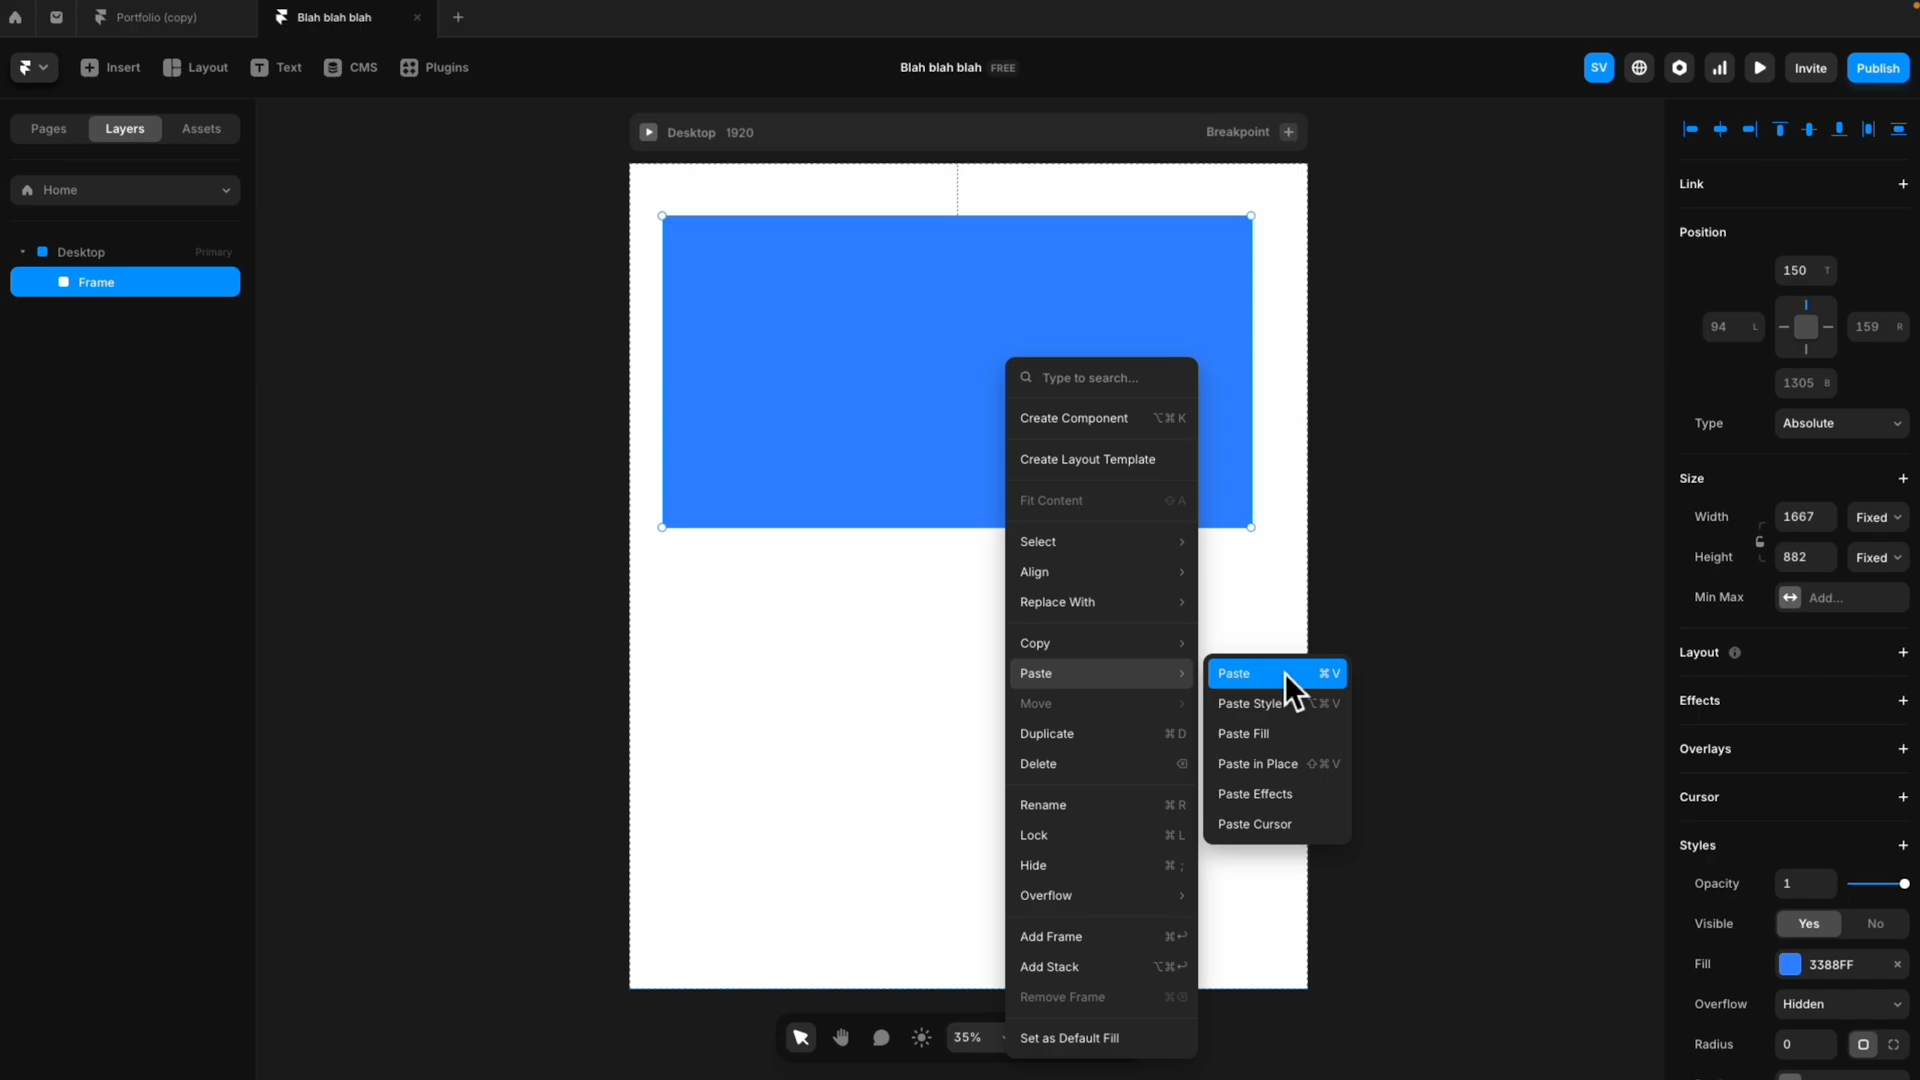 Portfolio (copy)
Blah blah blah
Insert
Layout
Text
CMS
Plugins
Blah blah blah FREE
SV
Invite
Publish
Pages
Layers
Assets
Home
Desktop
Primary
Frame
Desktop 1920
Breakpoint
Type to search...
Create Component ⌥⌘ K
Create Layout Template
Fit Content ⇧ A
Select
Align
Replace With
Copy
Paste
Move
Duplicate ⌘ D
Delete ⌫
Rename ⌘ R
Lock ⌘ L
Hide ⌘ ;
Overflow
Add Frame ⌘↩
Add Stack ⌥⌘↩
Remove Frame ⌘⌫
Set as Default Fill
Paste ⌘ V
Paste Style ⌥⌘ V
Paste Fill
Paste in Place ⇧⌘ V
Paste Effects
Paste Cursor
35%
Link
Position
150 T
94 L
159 R
1305 B
Type Absolute
Size
Width 1667 Fixed
Height 882 Fixed
Min Max Add...
Layout
Effects
Overlays
Cursor
Styles
Opacity 1
Visible Yes No
Fill 3388FF
Overflow Hidden
Radius 0